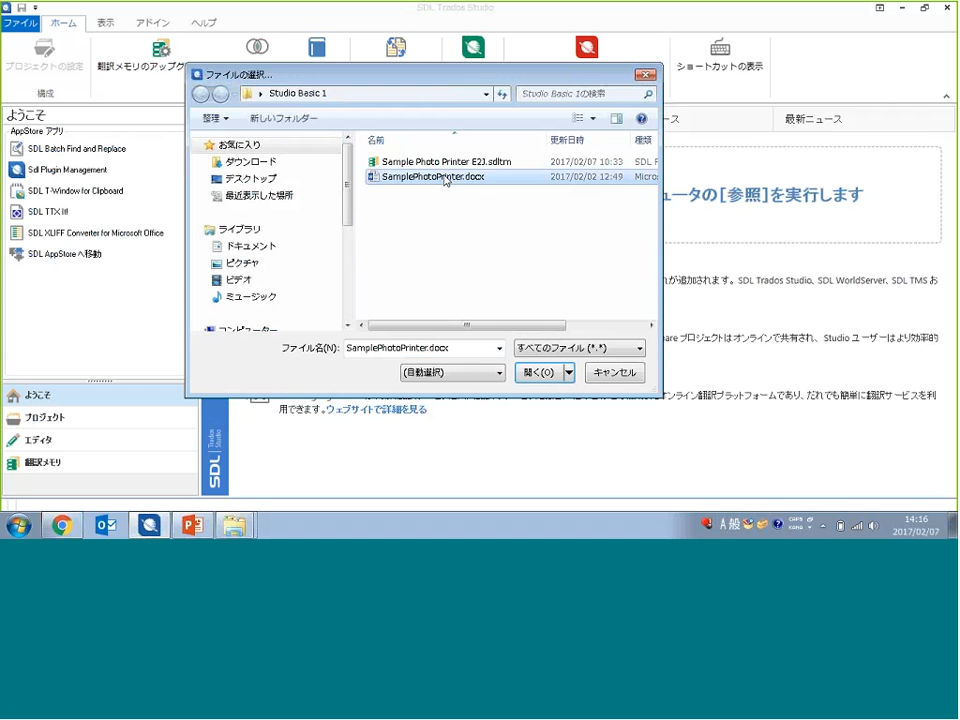 SDL Trados Studio
ファイル ホーム 表示 アドイン ヘルプ
プロジェクトの設定
翻訳メモリのアップグ
ショートカットの表示
構成
ようこそ
AppStore アプリ
SDL Batch Find and Replace
Sdl Plugin Management
SDL T-Window for Clipboard
SDL TTXit!
SDL XLIFF Converter for Microsoft Office
SDL AppStore へ移動
ようこそ
プロジェクト
エディタ
翻訳メモリ
ファイルの選択...
Studio Basic 1
Studio Basic 1の検索
整理
新しいフォルダー
お気に入り
ダウンロード
デスクトップ
最近表示した場所
ライブラリ
ドキュメント
ピクチャ
ビデオ
ミュージック
コンピューター
名前 更新日時 種類
Sample Photo Printer E2J.sdltm 2017/02/07 10:33 SDL F
SamplePhotoPrinter.docx 2017/02/02 12:49 Micros
ファイル名(N): SamplePhotoPrinter.docx すべてのファイル (*.*)
(自動選択) 開く(O) キャンセル
ース
最新ニュース
ュータの[参照]を実行します
が追加されます。SDL Trados Studio、SDL WorldServer、SDL TMS お
are プロジェクトはオンラインで共有され、Studio ユーザーはより効率的
ンライン翻訳プラットフォームであり、だれでも簡単に翻訳サービスを利
用できます。ウェブサイトで詳細を見る
SDL Trados Studio
A 般
CAPS
KANA
14:16
2017/02/07